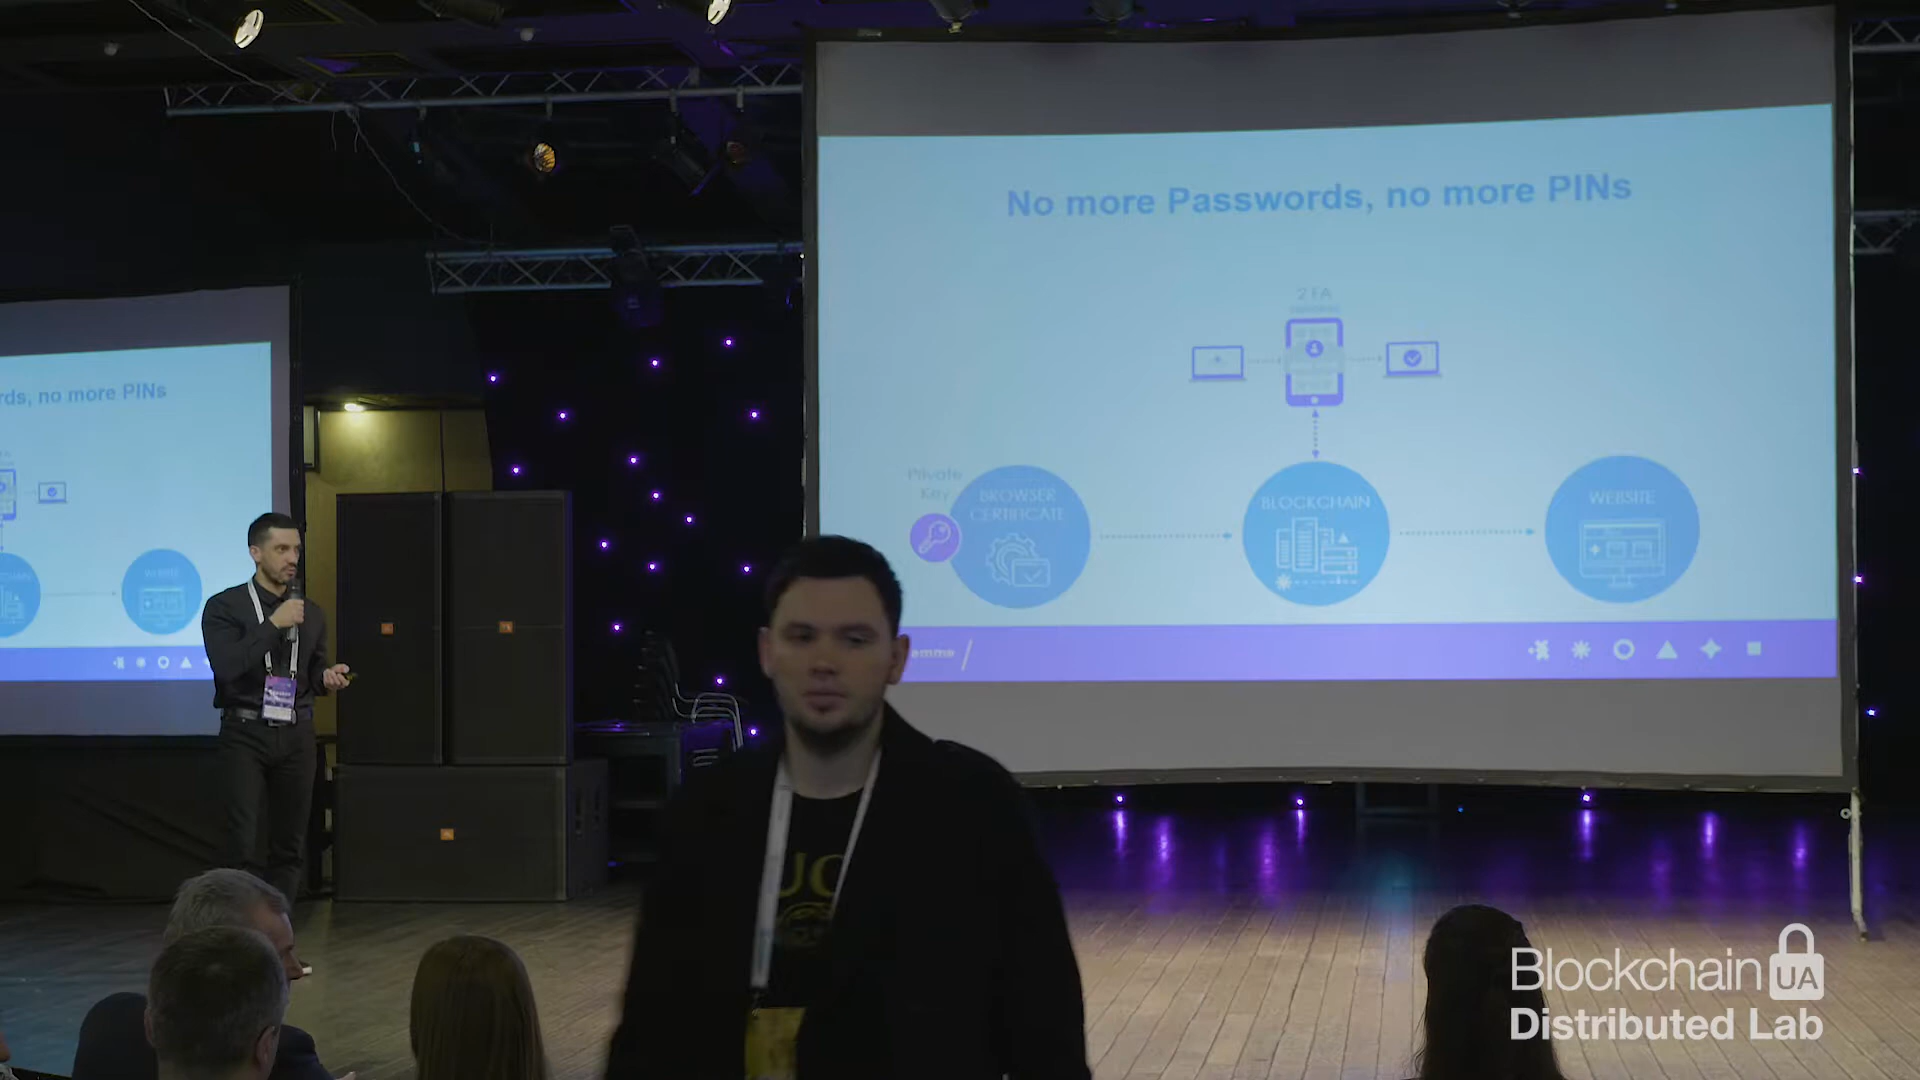 No more Passwords, no more PINs
2FA
Private
Key
BROWSER
CERTIFICATE
BLOCKCHAIN
WEBSITE
rds, no more PINs
Blockchain UA
Distributed Lab